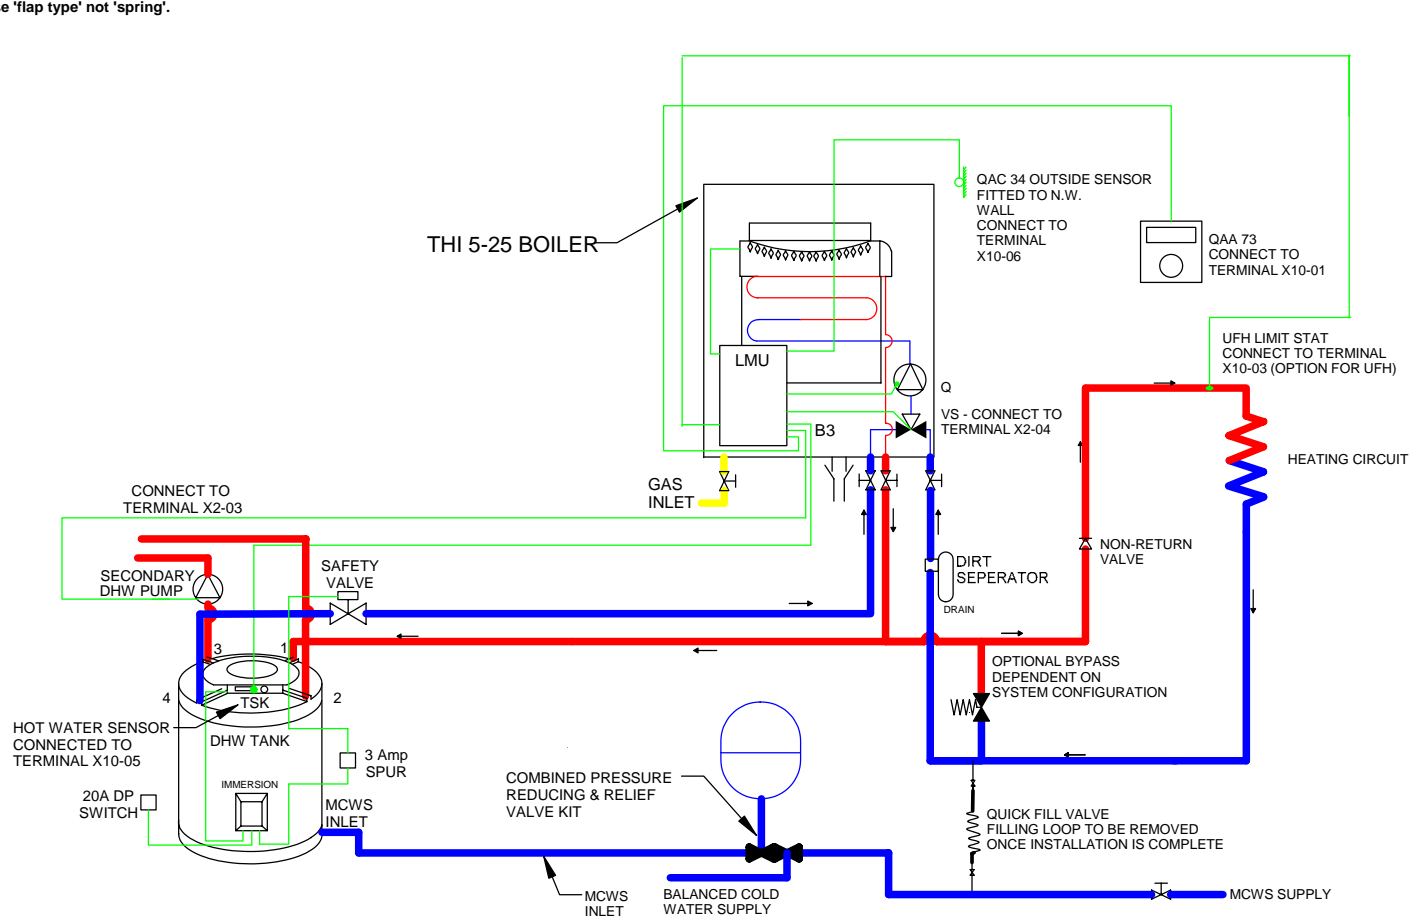 'flap type' not 'spring'.
THI 5-25 BOILER
QAC 34 OUTSIDE SENSOR
FITTED TO N.W.
WALL
CONNECT TO
TERMINAL
X10-06
QAA 73
CONNECT TO
TERMINAL X10-01
UFH LIMIT STAT
CONNECT TO TERMINAL
X10-03 (OPTION FOR UFH)
LMU
Q
VS - CONNECT TO
TERMINAL X2-04
B3
HEATING CIRCUIT
GAS
INLET
CONNECT TO
TERMINAL X2-03
NON-RETURN
VALVE
SAFETY
VALVE
DIRT
SEPERATOR
SECONDARY
DHW PUMP
DRAIN
3
1
OPTIONAL BYPASS
DEPENDENT ON
SYSTEM CONFIGURATION
4
2
TSK
HOT WATER SENSOR
CONNECTED TO
TERMINAL X10-05
DHW TANK
3 Amp
SPUR
COMBINED PRESSURE
REDUCING & RELIEF
VALVE KIT
IMMERSION
20A DP
SWITCH
MCWS
INLET
QUICK FILL VALVE
FILLING LOOP TO BE REMOVED
ONCE INSTALLATION IS COMPLETE
MCWS
INLET
BALANCED COLD
WATER SUPPLY
MCWS SUPPLY